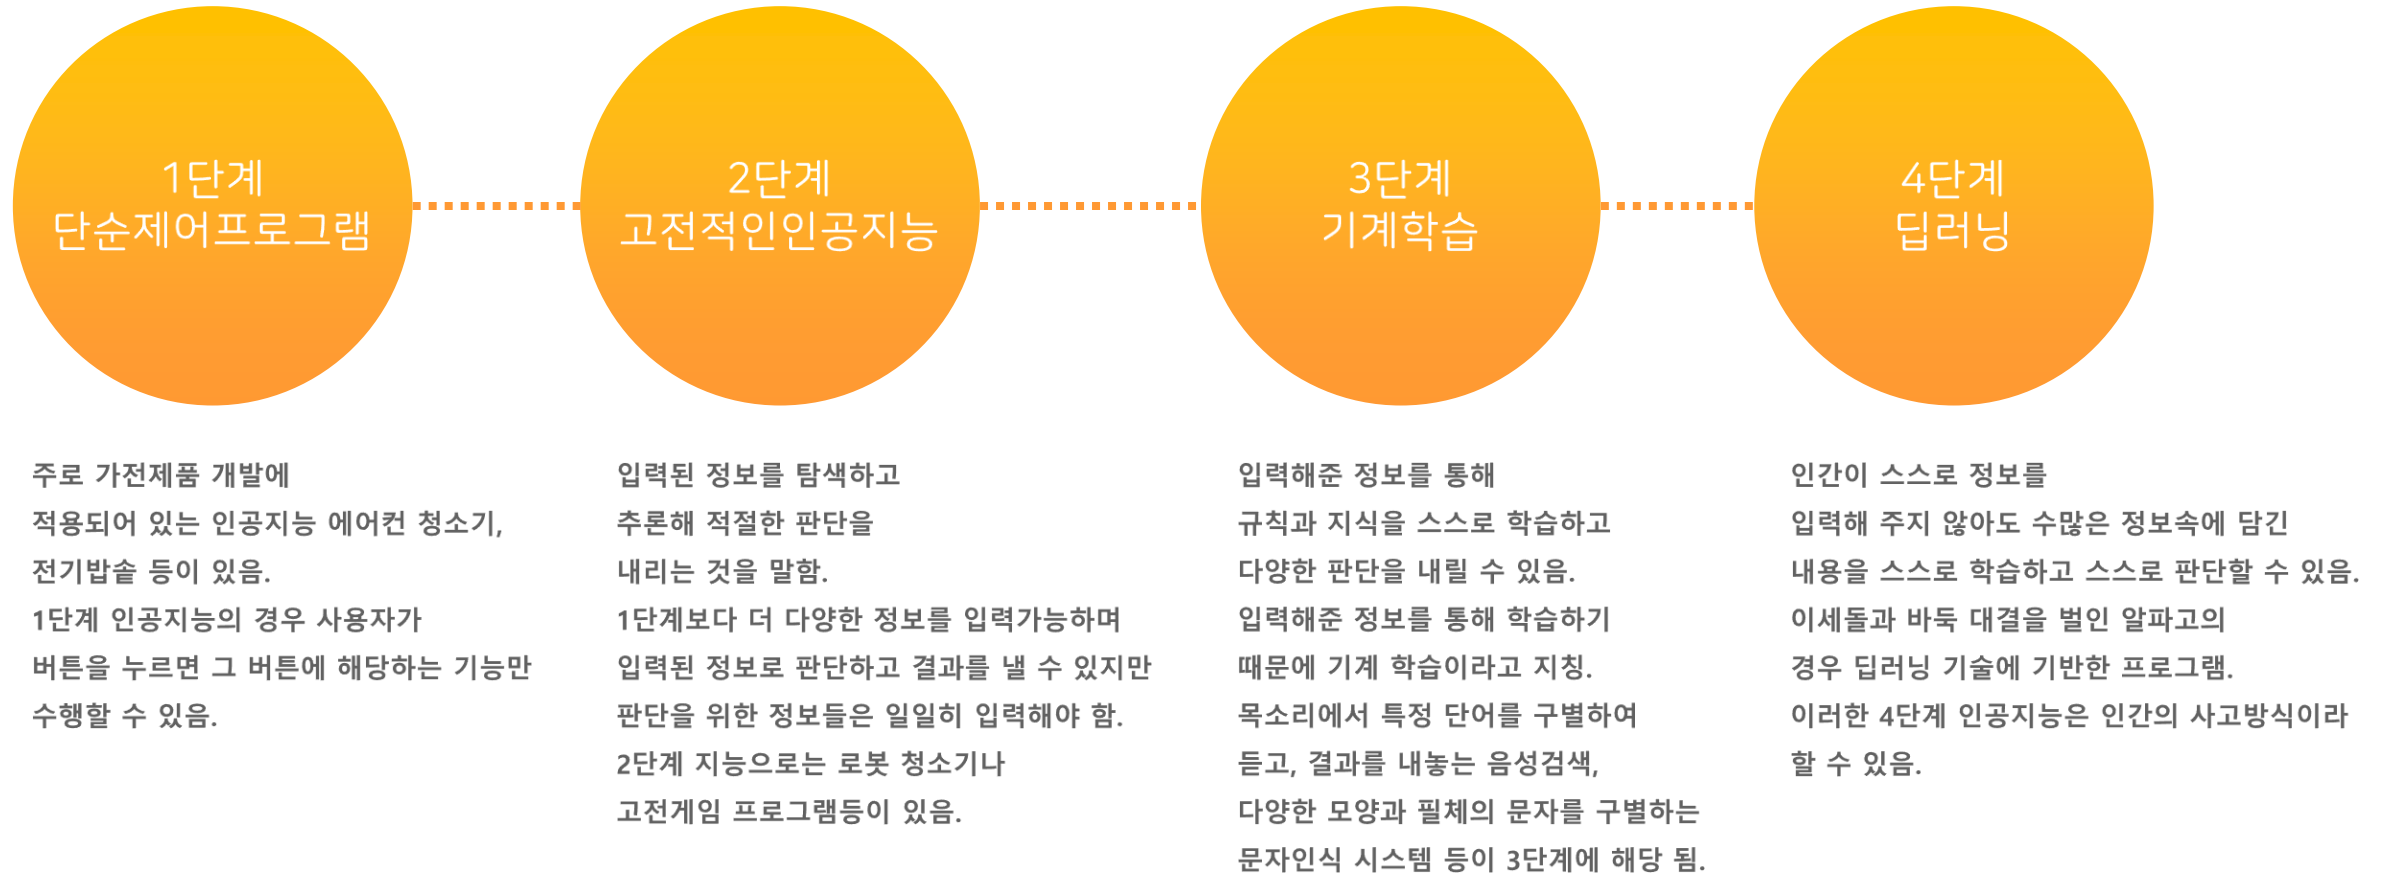 1단계
단순제어프로그램
주로 가전제품 개발에
적용되어 있는 인공지능 에어컨 청소기,
전기밥솥 등이 있음.
1단계 인공지능의 경우 사용자가
버튼을 누르면 그 버튼에 해당하는 기능만
수행할 수 있음.
2단계
고전적인인공지능
입력된 정보를 탐색하고
추론해 적절한 판단을
내리는 것을 말함.
1단계보다 더 다양한 정보를 입력가능하며
입력된 정보로 판단하고 결과를 낼 수 있지만
판단을 위한 정보들은 일일히 입력해야 함.
2단계 지능으로는 로봇 청소기나
고전게임 프로그램등이 있음.
3단계
기계학습
입력해준 정보를 통해
규칙과 지식을 스스로 학습하고
다양한 판단을 내릴 수 있음.
입력해준 정보를 통해 학습하기
때문에 기계 학습이라고 지칭.
목소리에서 특정 단어를 구별하여
듣고, 결과를 내놓는 음성검색,
다양한 모양과 필체의 문자를 구별하는
문자인식 시스템 등이 3단계에 해당 됨.
4단계
딥러닝
인간이 스스로 정보를
입력해 주지 않아도 수많은 정보속에 담긴
내용을 스스로 학습하고 스스로 판단할 수 있음.
이세돌과 바둑 대결을 벌인 알파고의
경우 딥러닝 기술에 기반한 프로그램.
이러한 4단계 인공지능은 인간의 사고방식이라
할 수 있음.